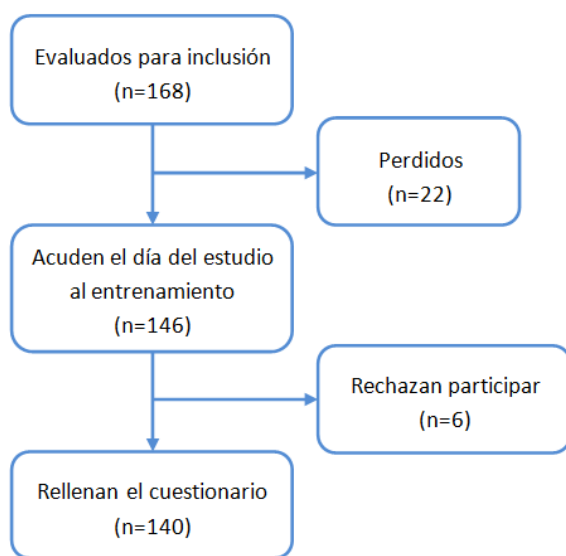 Evaluados para inclusión
(n=168)
Perdidos
(n=22)
Acuden el día del estudio
al entrenamiento
(n=146)
Rechazan participar
(n=6)
Rellenan el cuestionario
(n=140)